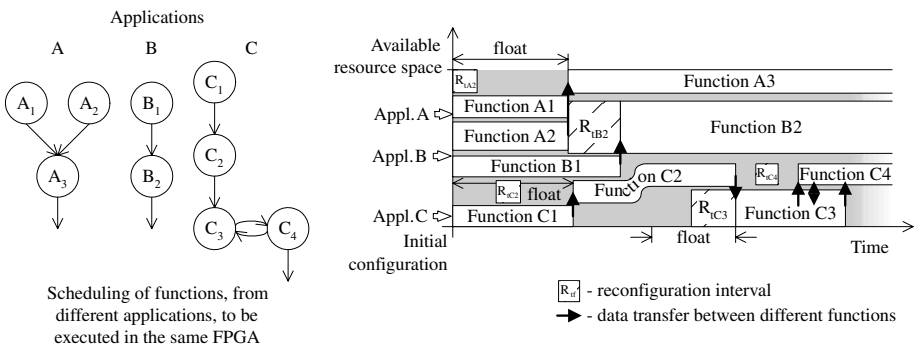 Applications
A B C
A1 A2 B1 C1
A3 B2 C2
C3 C4
Scheduling of functions, from
different applications, to be
executed in the same FPGA
Available
resource space
float
RtA2
Function A3
Appl. A
Function A1
Function A2
RtB2
Function B2
Appl. B
Function B1
RtC2
float
Function C2
RtC4
Function C4
Appl. C
Function C1
RtC3
Function C3
Initial
configuration
float
Time
Rtf - reconfiguration interval
- data transfer between different functions